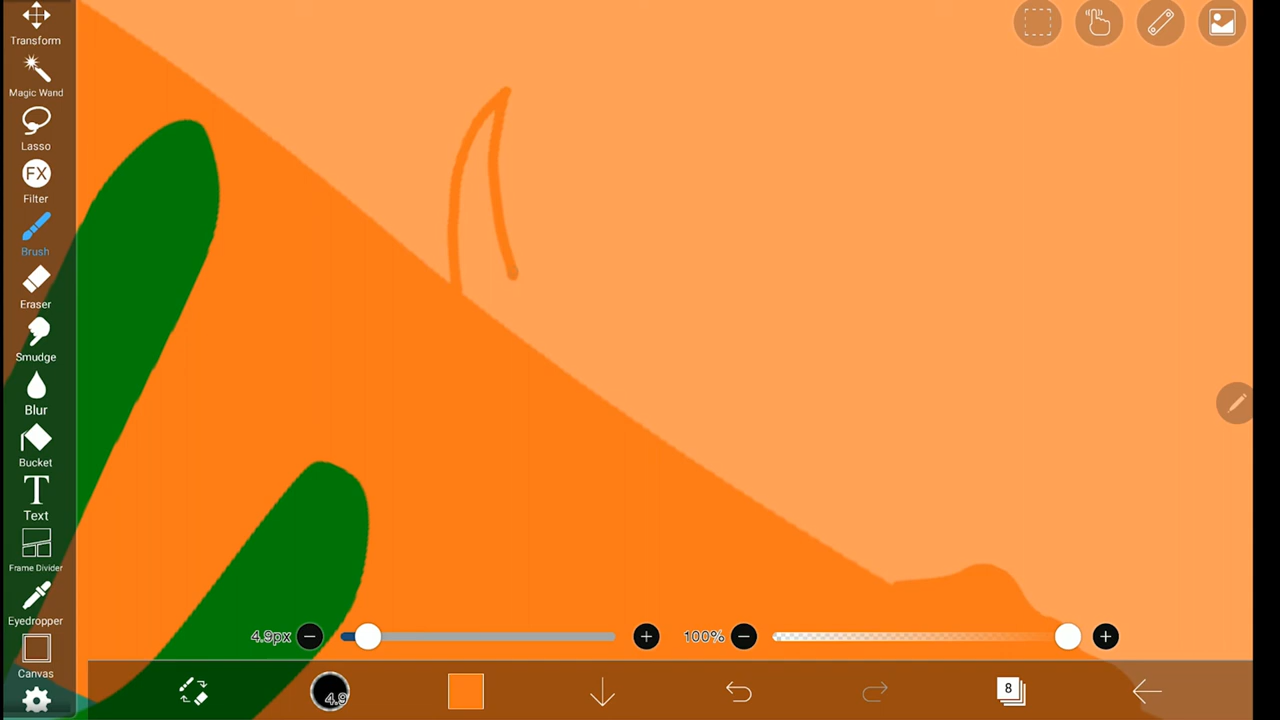 Transform
Magic Wand
Lasso
FX
Filter
Brush
Eraser
Smudge
Blur
Bucket
T
Text
Frame Divider
Eyedropper
Canvas
4.9px
100%
4.9
8